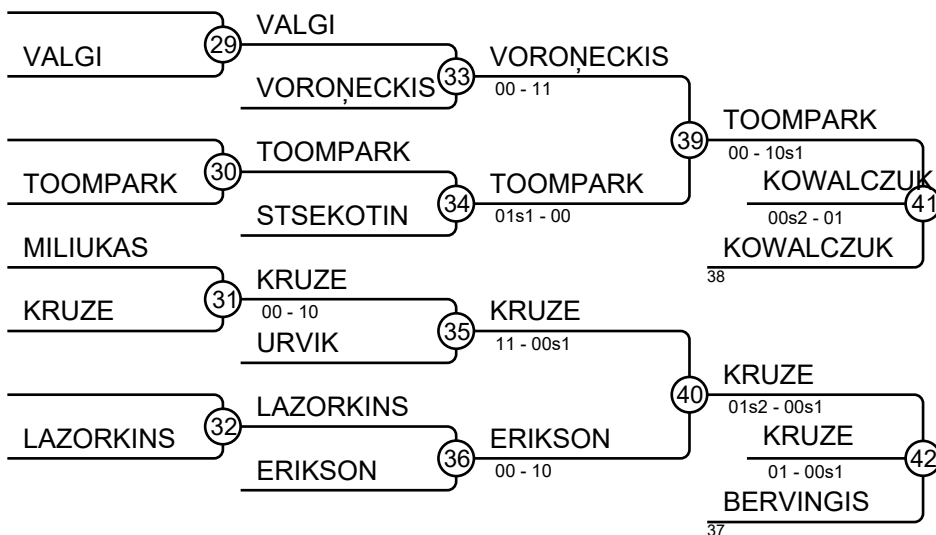 VALGI
29
VALGI
VOROŅECKIS
33
VOROŅECKIS
00 - 11
TOOMPARK
30
TOOMPARK
STSEKOTIN
34
TOOMPARK
01s1 - 00
39
TOOMPARK
00 - 10s1
KOWALCZUK
00s2 - 01
41
KOWALCZUK
38
MILIUKAS
KRUZE
31
KRUZE
00 - 10
URVIK
35
KRUZE
11 - 00s1
LAZORKINS
32
LAZORKINS
ERIKSON
36
ERIKSON
00 - 10
40
KRUZE
01s2 - 00s1
KRUZE
01 - 00s1
42
BERVINGIS
37